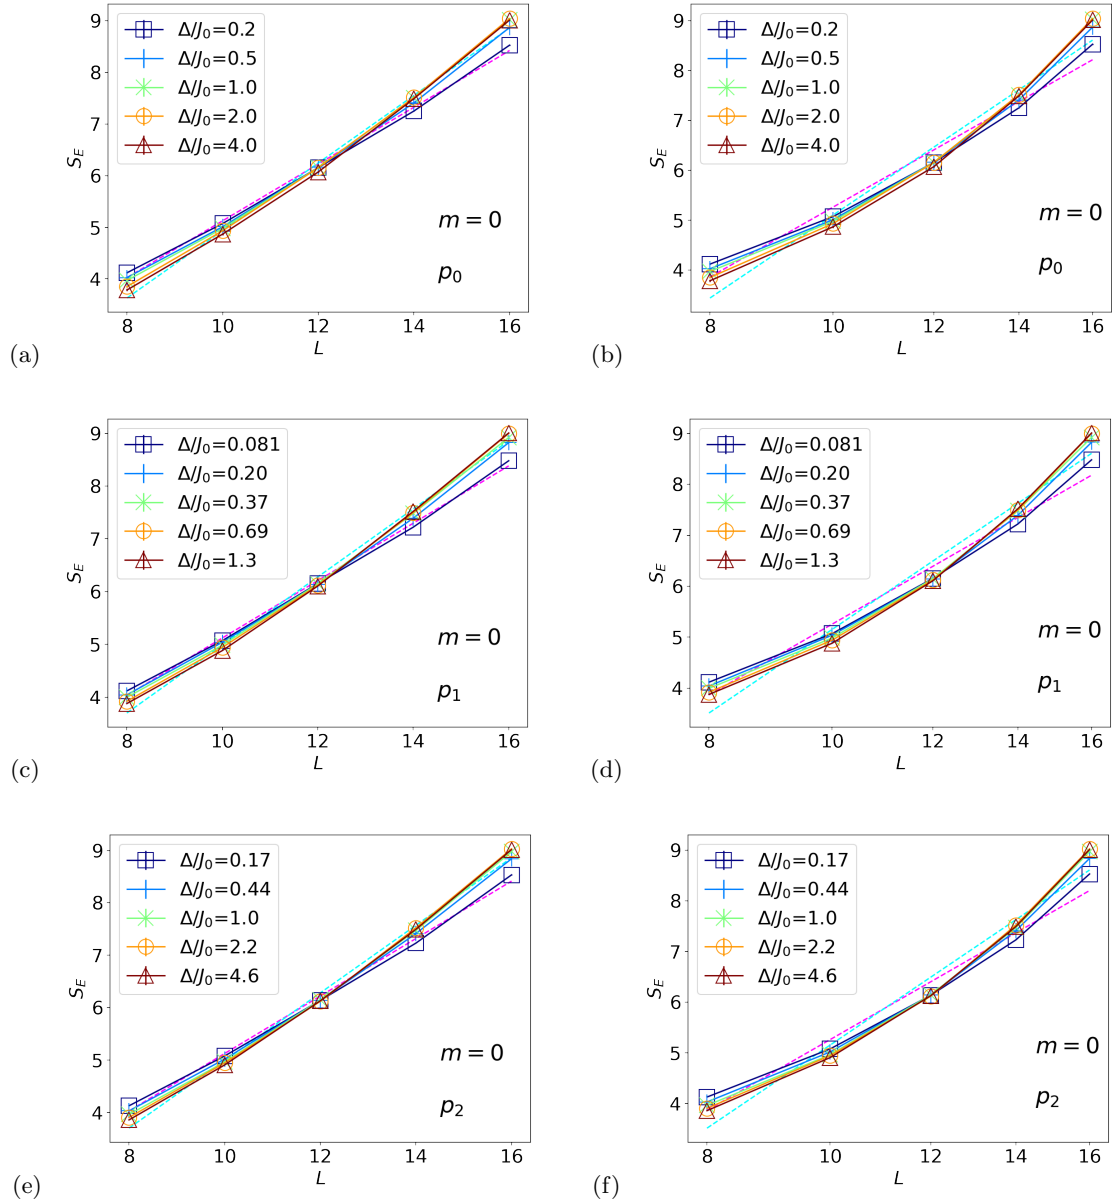 9
8
7
6
5
4
S_E
Δ/J₀=0.2
Δ/J₀=0.5
Δ/J₀=1.0
Δ/J₀=2.0
Δ/J₀=4.0
m = 0
p₀
8 10 12 14 16
L
(a)
9
8
7
6
5
4
S_E
Δ/J₀=0.2
Δ/J₀=0.5
Δ/J₀=1.0
Δ/J₀=2.0
Δ/J₀=4.0
m = 0
p₀
8 10 12 14 16
L
(b)
9
8
7
6
5
4
S_E
Δ/J₀=0.081
Δ/J₀=0.20
Δ/J₀=0.37
Δ/J₀=0.69
Δ/J₀=1.3
m = 0
p₁
8 10 12 14 16
L
(c)
9
8
7
6
5
4
S_E
Δ/J₀=0.081
Δ/J₀=0.20
Δ/J₀=0.37
Δ/J₀=0.69
Δ/J₀=1.3
m = 0
p₁
8 10 12 14 16
L
(d)
9
8
7
6
5
4
S_E
Δ/J₀=0.17
Δ/J₀=0.44
Δ/J₀=1.0
Δ/J₀=2.2
Δ/J₀=4.6
m = 0
p₂
8 10 12 14 16
L
(e)
9
8
7
6
5
4
S_E
Δ/J₀=0.17
Δ/J₀=0.44
Δ/J₀=1.0
Δ/J₀=2.2
Δ/J₀=4.6
m = 0
p₂
8 10 12 14 16
L
(f)